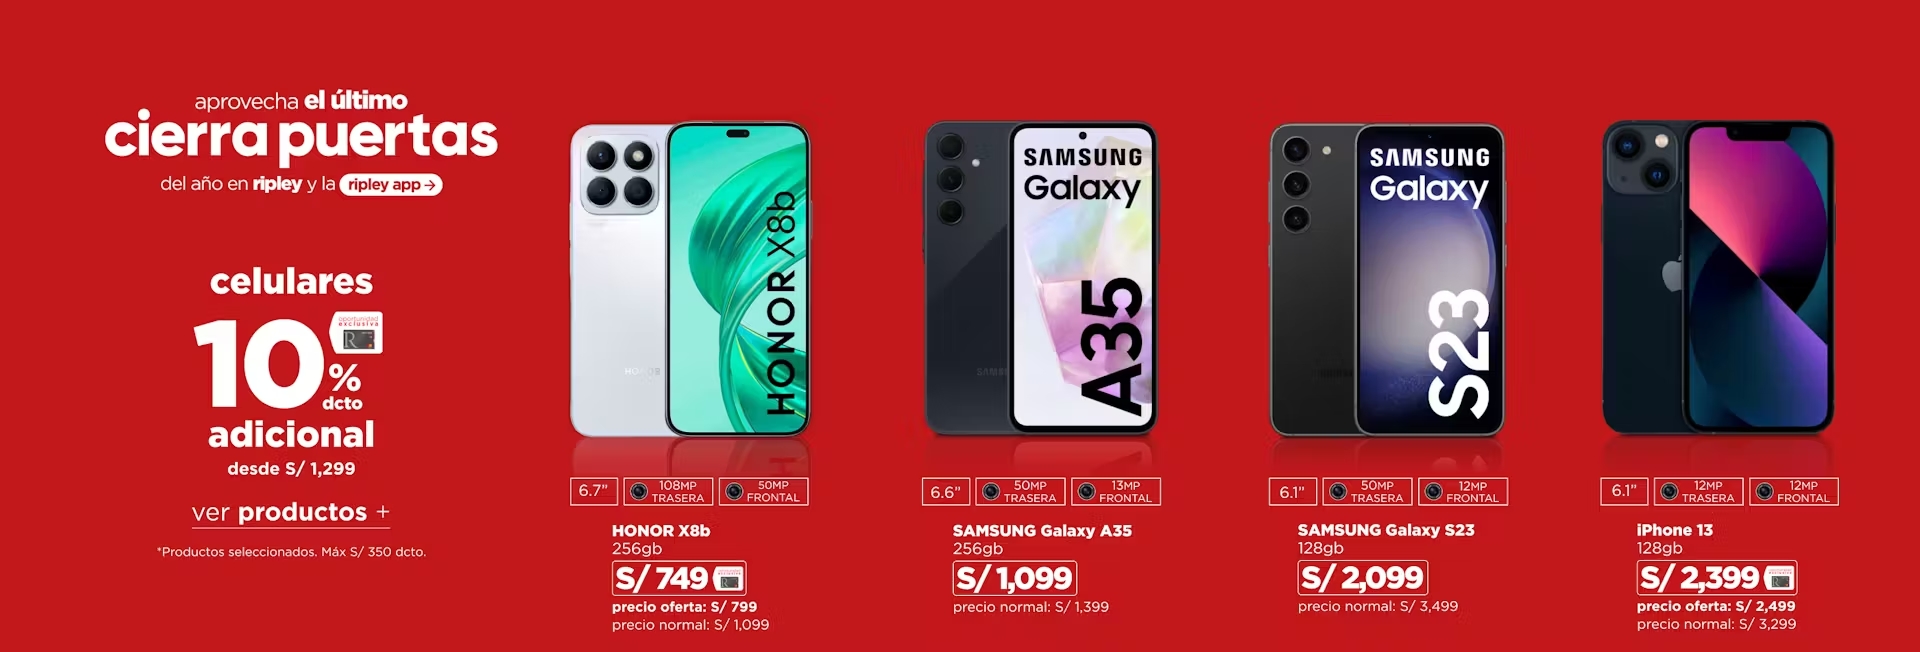 aprovecha el último
cierra puertas
del año en ripley y la ripley app →
celulares
10% dcto
oportunidad
exclusiva
R
adicional
desde S/ 1,299
ver productos +
*Productos seleccionados. Máx S/ 350 dcto.
HONOR X8b
6.7"
108MP TRASERA
50MP FRONTAL
HONOR X8b
256gb
S/ 749
precio oferta: S/ 799
precio normal: S/ 1,099
SAMSUNG
Galaxy
A35
6.6"
50MP TRASERA
13MP FRONTAL
SAMSUNG Galaxy A35
256gb
S/ 1,099
precio normal: S/ 1,399
SAMSUNG
Galaxy
S23
6.1"
50MP TRASERA
12MP FRONTAL
SAMSUNG Galaxy S23
128gb
S/ 2,099
precio normal: S/ 3,499
6.1"
12MP TRASERA
12MP FRONTAL
iPhone 13
128gb
S/ 2,399
precio oferta: S/ 2,499
precio normal: S/ 3,299